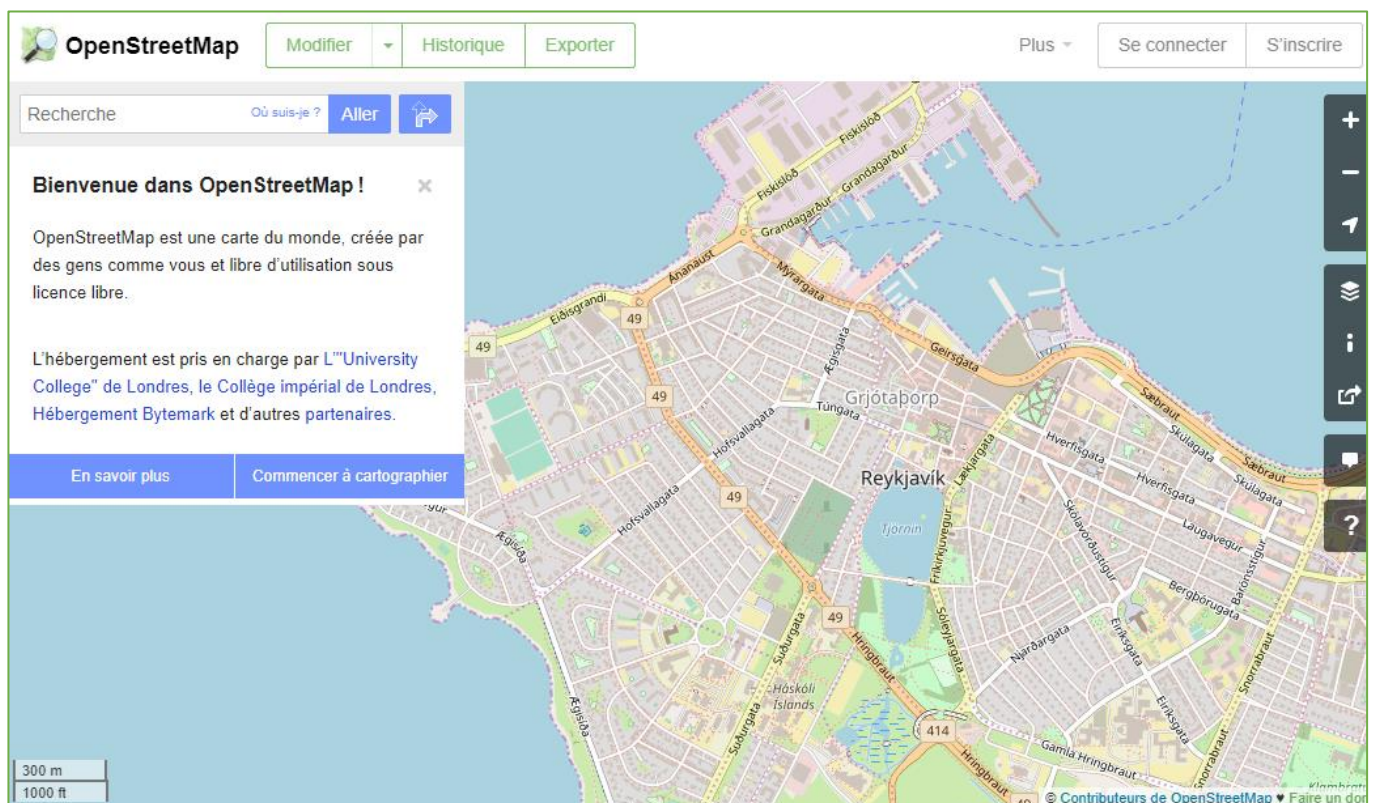 OpenStreetMap
Modifier
Historique
Exporter
Plus
Se connecter
S'inscrire
Recherche
Où suis-je ?
Aller
Bienvenue dans OpenStreetMap !
OpenStreetMap est une carte du monde, créée par
des gens comme vous et libre d'utilisation sous
licence libre.
L'hébergement est pris en charge par L'"University
College" de Londres, le Collège impérial de Londres,
Hébergement Bytemark et d'autres partenaires.
En savoir plus
Commencer à cartographier
Fiskislóð
Fiskislóð
Grandagarður
Grandagarður
Ánanaust
Mýrargata
Eiðisgrandi
49
49
Ægisgata
Geirsgata
49
Grjótaþorp
Túngata
Sæbraut
Skúlagata
Hofsvallagata
Lækjargata
Hverfisgata
Sæbraut
Reykjavík
Hverfisgata
Skúlagata
49
Hofsvallagata
Tjörnin
Skólavörðustígur
Laugavegur
Ægisíða
Fríkirkjuvegur
Barónsstígur
Bergþórugata
49
Suðurgata
Hringbraut
Sóleyjargata
Njarðargata
Eiríksgata
Snorrabraut
Háskóli
Íslands
Ægisíða
Eiríksgata
Suðurgata
414
Gamla Hringbraut
Hringbraut
Snorrabraut
Klambrat
49
?
300 m
1000 ft
© Contributeurs de OpenStreetMap ♥ Faire un don